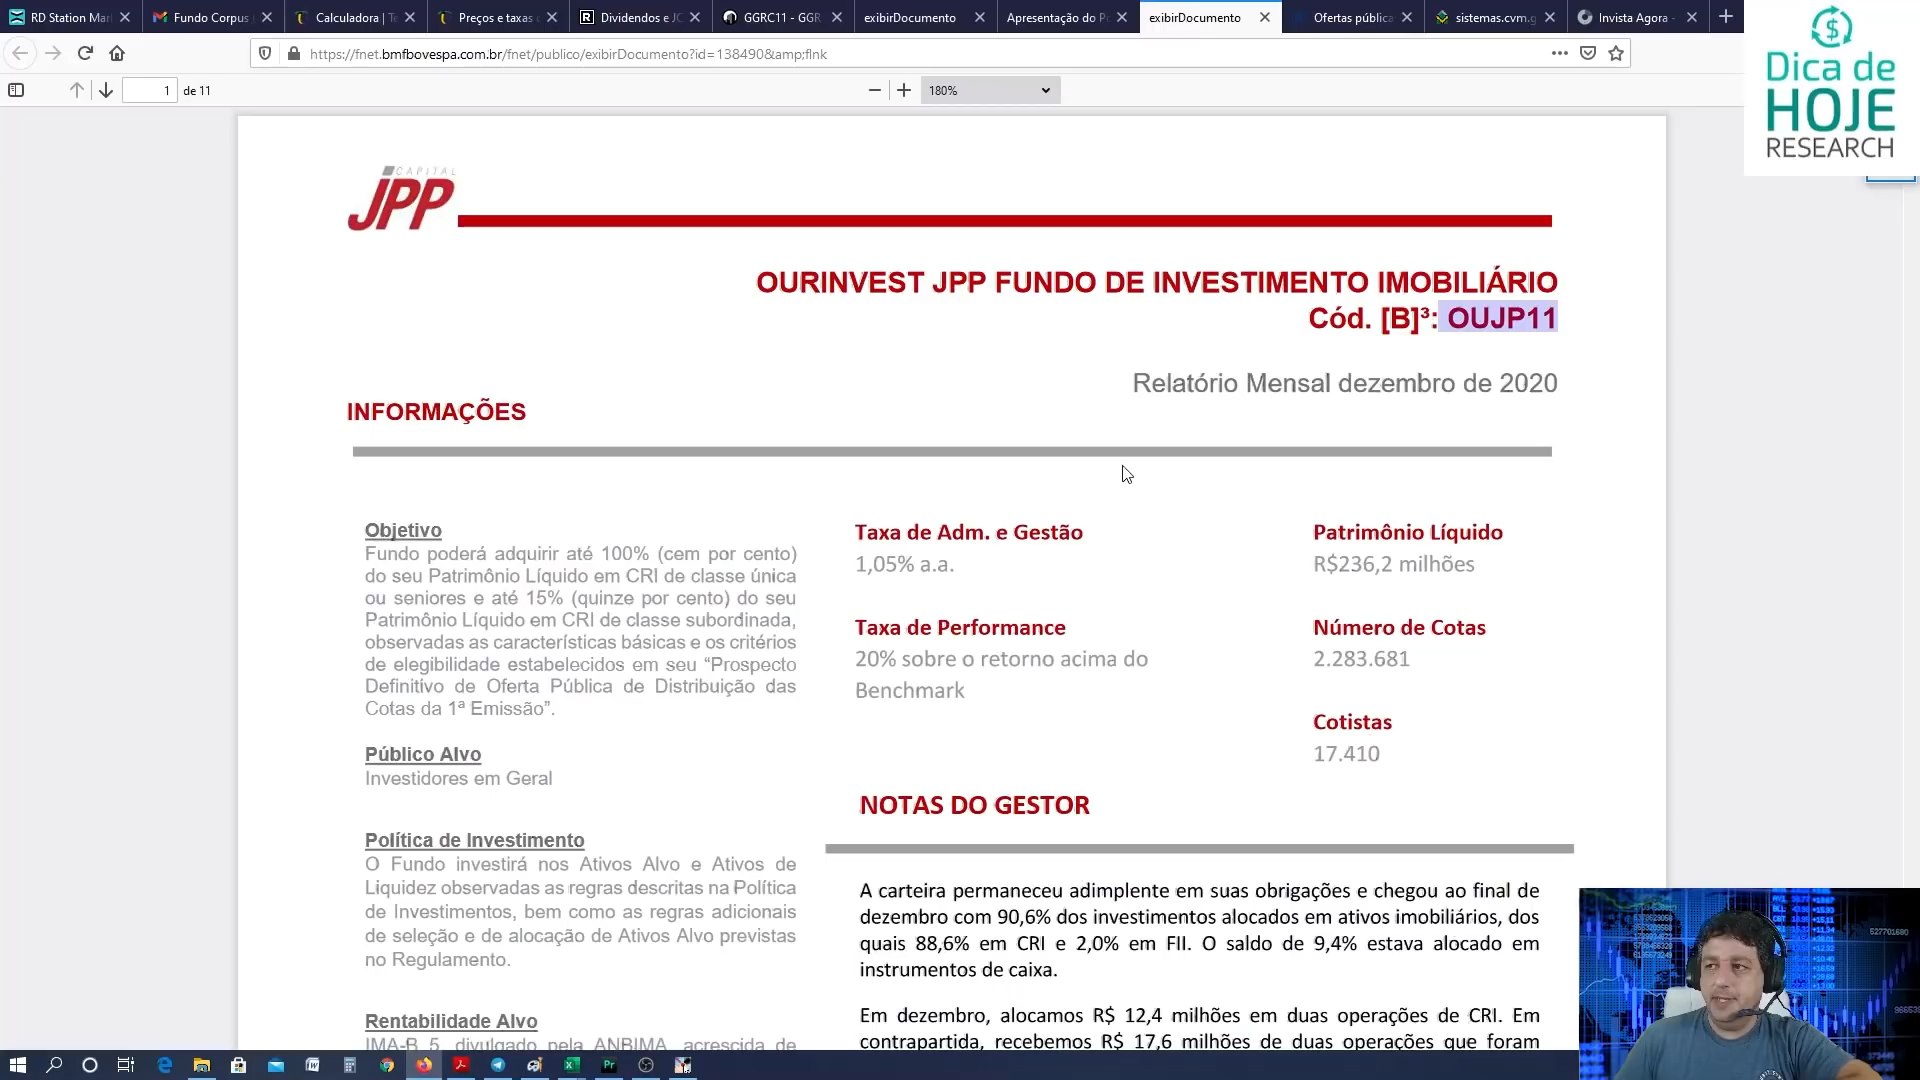 RD Station Mar
Fundo Corpus
Calculadora | Te
Preços e taxas
Dividendos e JC
GGRC11 - GGR
exibirDocumento
Apresentação do P
exibirDocumento
Ofertas pública
sistemas.cvm.g
Invista Agora -
https://fnet.bmfbovespa.com.br/fnet/publico/exibirDocumento?id=138490&amp;flnk
1 de 11
180%
Dica de
HOJE
RESEARCH
CAPITAL
JPP
OURINVEST JPP FUNDO DE INVESTIMENTO IMOBILIÁRIO
Cód. [B]³: OUJP11
Relatório Mensal dezembro de 2020
INFORMAÇÕES
Objetivo
Fundo poderá adquirir até 100% (cem por cento)
do seu Patrimônio Líquido em CRI de classe única
ou seniores e até 15% (quinze por cento) do seu
Patrimônio Líquido em CRI de classe subordinada,
observadas as características básicas e os critérios
de elegibilidade estabelecidos em seu “Prospecto
Definitivo de Oferta Pública de Distribuição das
Cotas da 1ª Emissão”.
Público Alvo
Investidores em Geral
Política de Investimento
O Fundo investirá nos Ativos Alvo e Ativos de
Liquidez observadas as regras descritas na Política
de Investimentos, bem como as regras adicionais
de seleção e de alocação de Ativos Alvo previstas
no Regulamento.
Rentabilidade Alvo
IMA-B 5, divulgado pela ANBIMA, acrescida de
Taxa de Adm. e Gestão
1,05% a.a.
Taxa de Performance
20% sobre o retorno acima do
Benchmark
Patrimônio Líquido
R$236,2 milhões
Número de Cotas
2.283.681
Cotistas
17.410
NOTAS DO GESTOR
A carteira permaneceu adimplente em suas obrigações e chegou ao final de
dezembro com 90,6% dos investimentos alocados em ativos imobiliários, dos
quais 88,6% em CRI e 2,0% em FII. O saldo de 9,4% estava alocado em
instrumentos de caixa.
Em dezembro, alocamos R$ 12,4 milhões em duas operações de CRI. Em
contrapartida, recebemos R$ 17,6 milhões de duas operações que foram